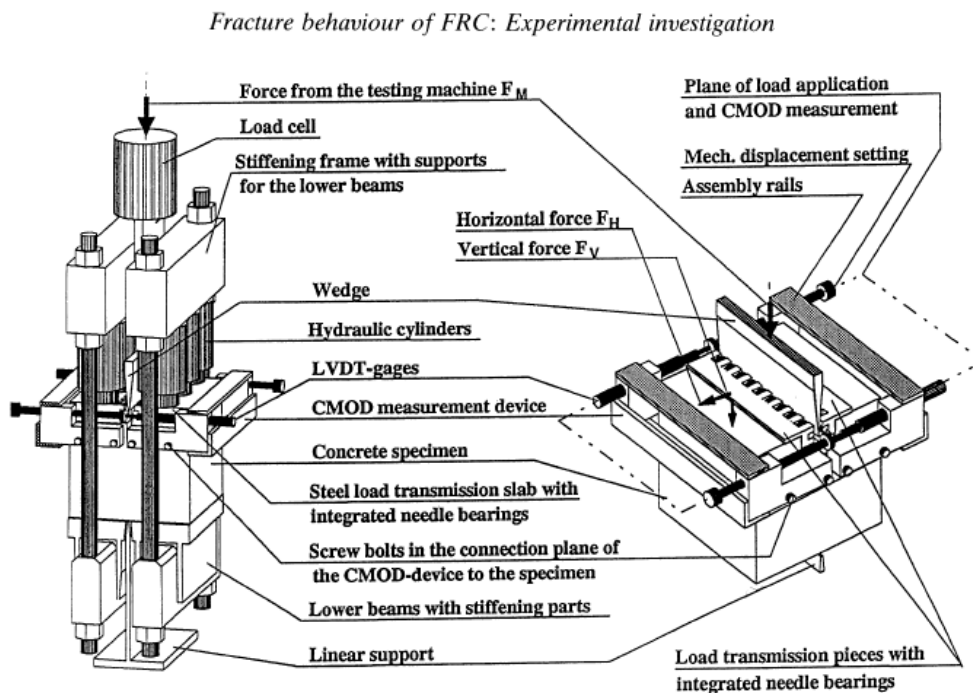 Fracture behaviour of FRC: Experimental investigation
Force from the testing machine FM
Load cell
Stiffening frame with supports
for the lower beams
Plane of load application
and CMOD measurement
Mech. displacement setting
Assembly rails
Horizontal force FH
Vertical force FV
Wedge
Hydraulic cylinders
LVDT-gages
CMOD measurement device
Concrete specimen
Steel load transmission slab with
integrated needle bearings
Screw bolts in the connection plane of
the CMOD-device to the specimen
Lower beams with stiffening parts
Linear support
Load transmission pieces with
integrated needle bearings